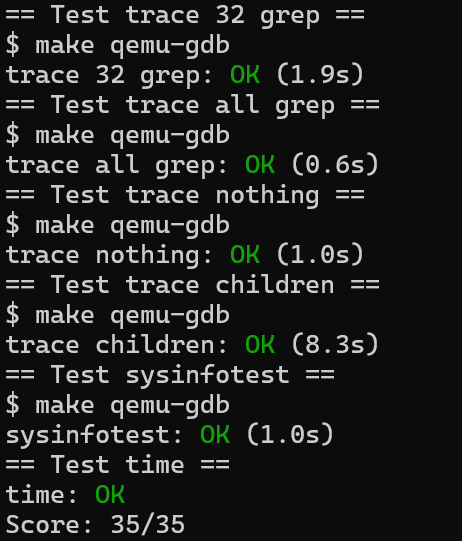 == Test trace 32 grep ==
$ make qemu-gdb
trace 32 grep: OK (1.9s)
== Test trace all grep ==
$ make qemu-gdb
trace all grep: OK (0.6s)
== Test trace nothing ==
$ make qemu-gdb
trace nothing: OK (1.0s)
== Test trace children ==
$ make qemu-gdb
trace children: OK (8.3s)
== Test sysinfotest ==
$ make qemu-gdb
sysinfotest: OK (1.0s)
== Test time ==
time: OK
Score: 35/35